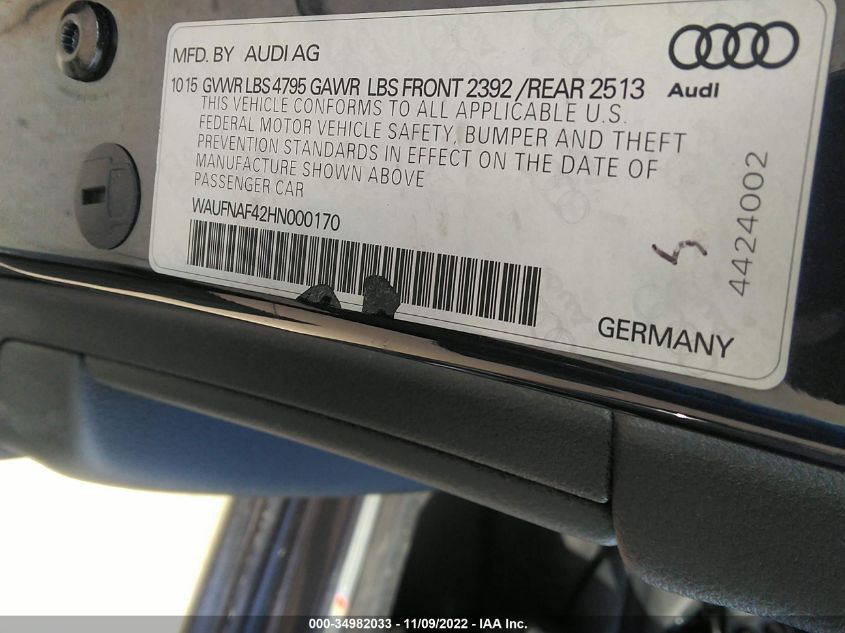 MFD. BY AUDI AG
Audi
10 15 GVWR LBS 4795 GAWR LBS FRONT 2392 /REAR 2513
THIS VEHICLE CONFORMS TO ALL APPLICABLE U.S.
FEDERAL MOTOR VEHICLE SAFETY, BUMPER AND THEFT
PREVENTION STANDARDS IN EFFECT ON THE DATE OF
MANUFACTURE SHOWN ABOVE
PASSENGER CAR
WAUFNAF42HN000170
4424002
GERMANY
000-34982033 - 11/09/2022 - IAA Inc.